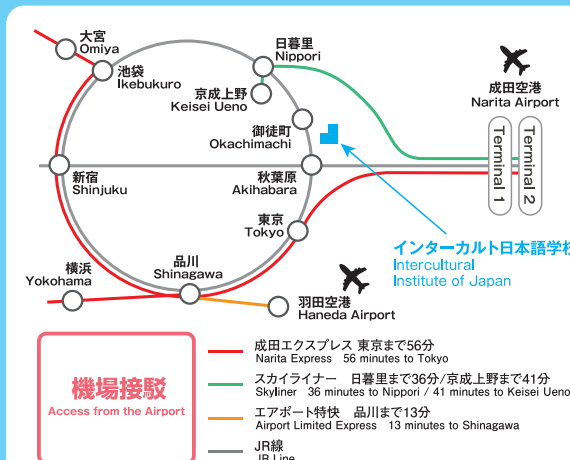 大宮
Omiya
池袋
Ikebukuro
日暮里
Nippori
京成上野
Keisei Ueno
御徒町
Okachimachi
成田空港
Narita Airport
Terminal 1
Terminal 2
新宿
Shinjuku
秋葉原
Akihabara
東京
Tokyo
品川
Shinagawa
横浜
Yokohama
羽田空港
Haneda Airport
インターカルト日本語学校
Intercultural
Institute of Japan
機場接駁
Access from the Airport
成田エクスプレス 東京まで56分
Narita Express 56 minutes to Tokyo
スカイライナー 日暮里まで36分/京成上野まで41分
Skyliner 36 minutes to Nippori / 41 minutes to Keisei Ueno
エアポート特快 品川まで13分
Airport Limited Express 13 minutes to Shinagawa
JR線
JR Line